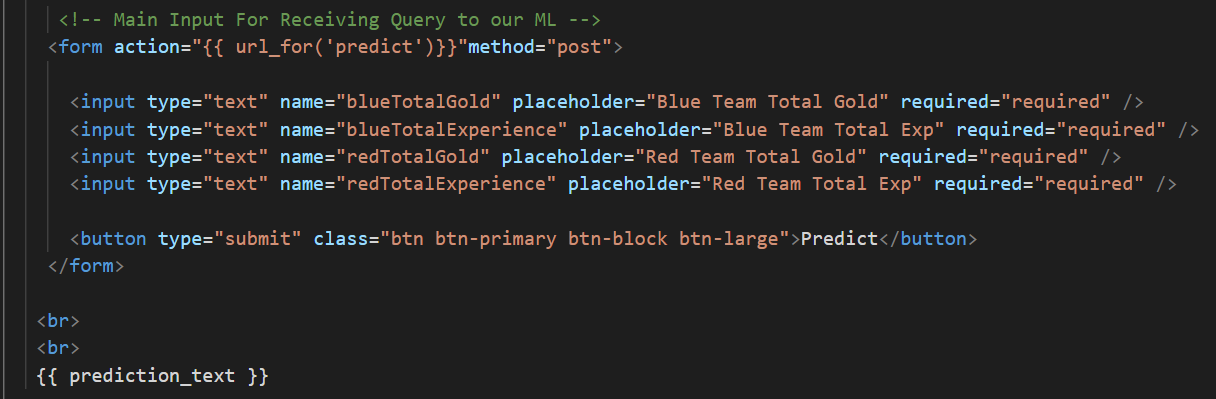 <!-- Main Input For Receiving Query to our ML -->
<form action="{{ url_for('predict')}}"method="post">
<input type="text" name="blueTotalGold" placeholder="Blue Team Total Gold" required="required" />
<input type="text" name="blueTotalExperience" placeholder="Blue Team Total Exp" required="required" />
<input type="text" name="redTotalGold" placeholder="Red Team Total Gold" required="required" />
<input type="text" name="redTotalExperience" placeholder="Red Team Total Exp" required="required" />
<button type="submit" class="btn btn-primary btn-block btn-large">Predict</button>
</form>
<br>
<br>
{{ prediction_text }}